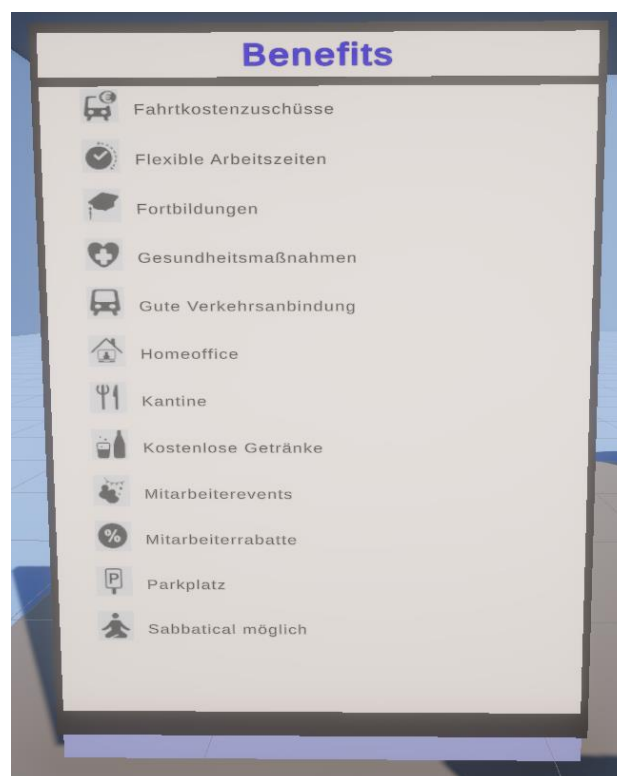 Benefits
Fahrtkostenzuschüsse
Flexible Arbeitszeiten
Fortbildungen
Gesundheitsmaßnahmen
Gute Verkehrsanbindung
Homeoffice
Kantine
Kostenlose Getränke
Mitarbeiterevents
Mitarbeiterrabatte
Parkplatz
Sabbatical möglich